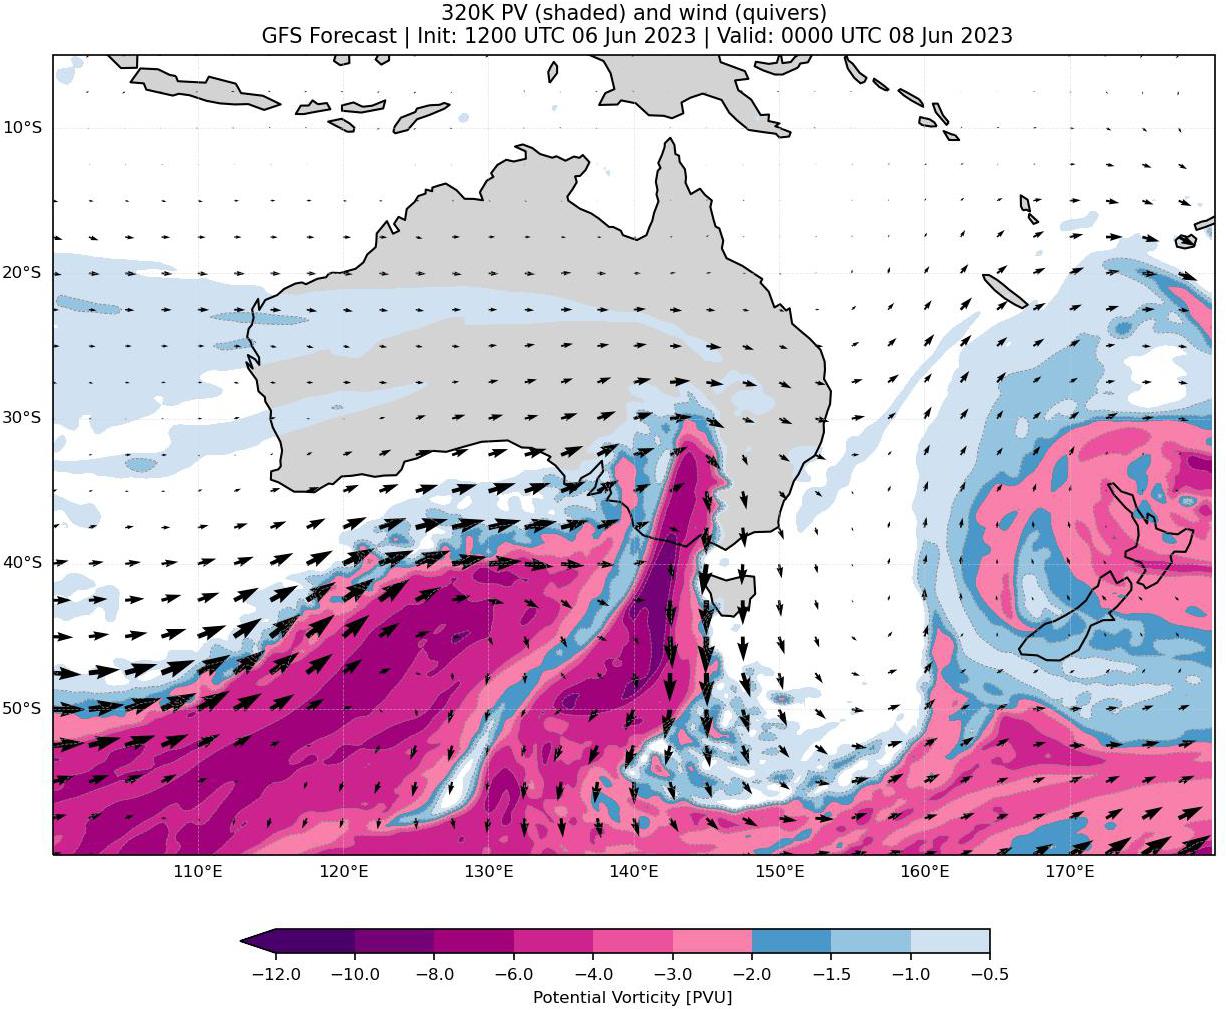 320K PV (shaded) and wind (quivers)
GFS Forecast | Init: 1200 UTC 06 Jun 2023 | Valid: 0000 UTC 08 Jun 2023
10°S
20°S
30°S
40°S
50°S
110°E 120°E 130°E 140°E 150°E 160°E 170°E
−12.0 −10.0 −8.0 −6.0 −4.0 −3.0 −2.0 −1.5 −1.0 −0.5
Potential Vorticity [PVU]